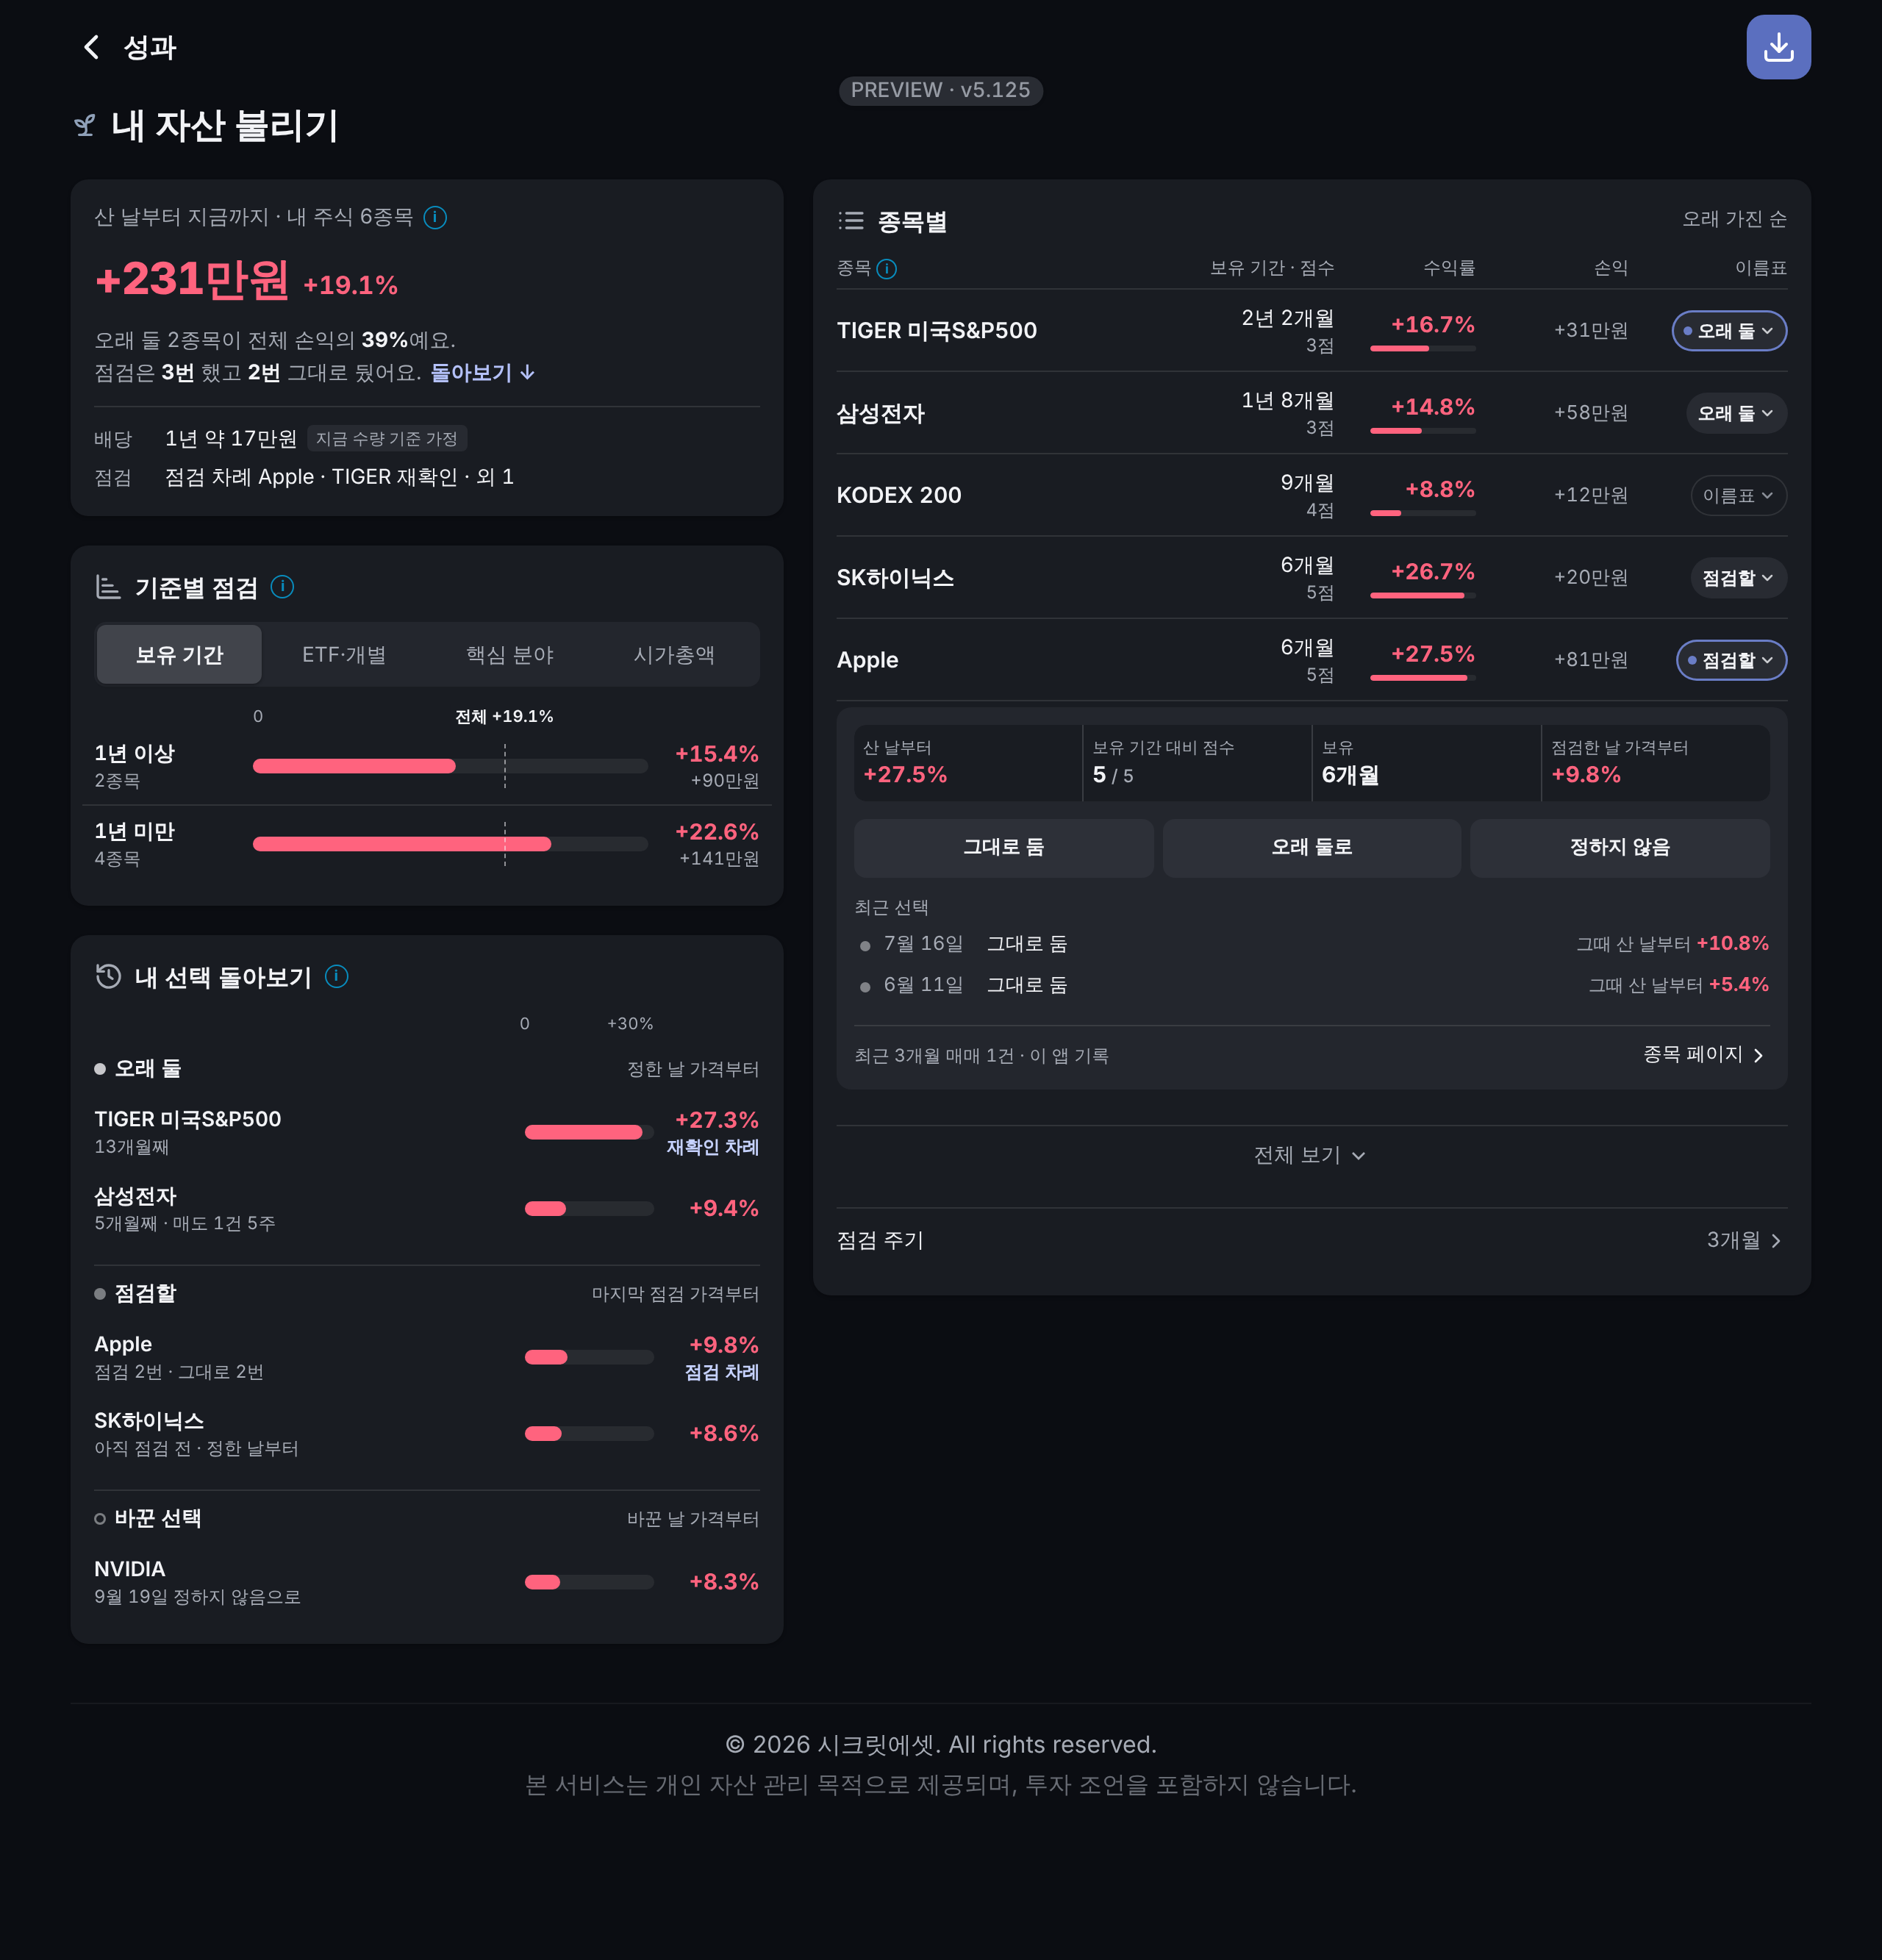 성과
PREVIEW · v5.125
내 자산 불리기
산 날부터 지금까지 · 내 주식 6종목
+231만원 +19.1%
오래 둘 2종목이 전체 손익의 39%예요.
점검은 3번 했고 2번 그대로 뒀어요. 돌아보기 ↓
배당 1년 약 17만원 지금 수량 기준 가정
점검 점검 차례 Apple · TIGER 재확인 · 외 1
기준별 점검
보유 기간 ETF·개별 핵심 분야 시가총액
0 전체 +19.1%
1년 이상 +15.4%
2종목 +90만원
1년 미만 +22.6%
4종목 +141만원
내 선택 돌아보기
0 +30%
오래 둘 정한 날 가격부터
TIGER 미국S&P500 +27.3%
13개월째 재확인 차례
삼성전자
5개월째 · 매도 1건 5주 +9.4%
점검할 마지막 점검 가격부터
Apple +9.8%
점검 2번 · 그대로 2번 점검 차례
SK하이닉스
아직 점검 전 · 정한 날부터 +8.6%
바꾼 선택 바꾼 날 가격부터
NVIDIA
9월 19일 정하지 않음으로 +8.3%
종목별 오래 가진 순
종목 보유 기간 · 점수 수익률 손익 이름표
TIGER 미국S&P500 2년 2개월 3점 +16.7% +31만원 오래 둘
삼성전자 1년 8개월 3점 +14.8% +58만원 오래 둘
KODEX 200 9개월 4점 +8.8% +12만원 이름표
SK하이닉스 6개월 5점 +26.7% +20만원 점검할
Apple 6개월 5점 +27.5% +81만원 점검할
산 날부터 보유 기간 대비 점수 보유 점검한 날 가격부터
+27.5% 5 / 5 6개월 +9.8%
그대로 둠 오래 둘로 정하지 않음
최근 선택
7월 16일 그대로 둠 그때 산 날부터 +10.8%
6월 11일 그대로 둠 그때 산 날부터 +5.4%
최근 3개월 매매 1건 · 이 앱 기록 종목 페이지
전체 보기
점검 주기 3개월
© 2026 시크릿에셋. All rights reserved.
본 서비스는 개인 자산 관리 목적으로 제공되며, 투자 조언을 포함하지 않습니다.